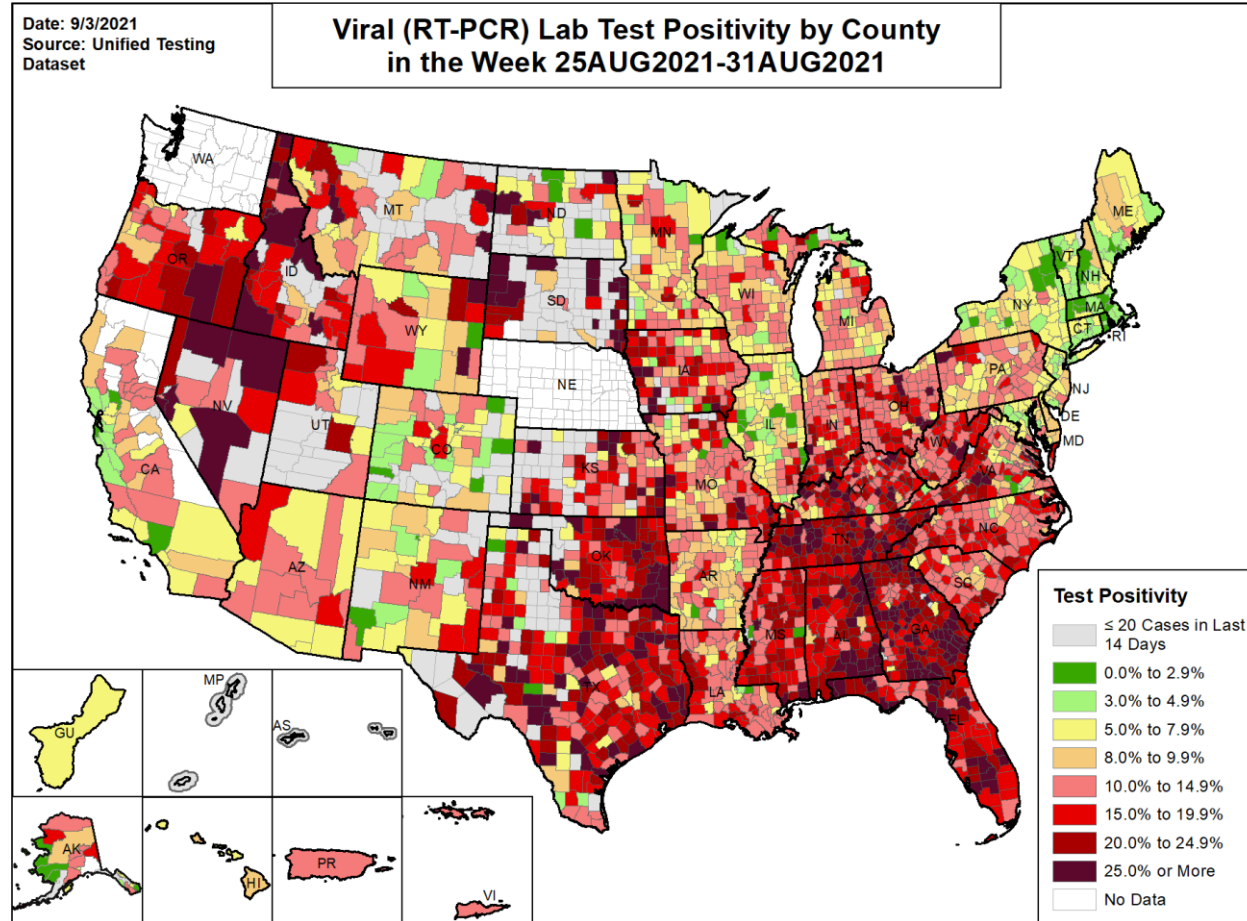 Date: 9/3/2021
Source: Unified Testing
Dataset
Viral (RT-PCR) Lab Test Positivity by County
in the Week 25AUG2021-31AUG2021
WA
MT
ND
MN
ME
VT
NH
OR
ID
SD
WI
NY
MA
CT
RI
WY
MI
IA
PA
NJ
NE
NV
UT
CO
IL
IN
OH
DE
MD
WV
VA
CA
KS
MO
KY
NC
TN
OK
AR
SC
AZ
NM
MS
AL
GA
TX
LA
FL
GU
MP
AS
AK
HI
PR
VI
Test Positivity
≤ 20 Cases in Last
14 Days
0.0% to 2.9%
3.0% to 4.9%
5.0% to 7.9%
8.0% to 9.9%
10.0% to 14.9%
15.0% to 19.9%
20.0% to 24.9%
25.0% or More
No Data